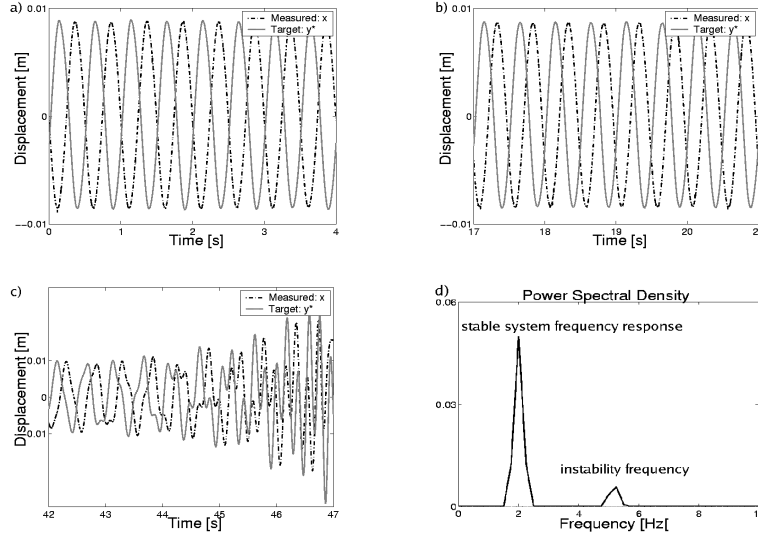 a)
Measured: x
Target: y*
0.01
0
−−0.01
Displacement [m]
0 1 2 3 4
Time [s]
b)
Measured: x
Target: y*
0.01
0
−−0.01
Displacement [m]
17 18 19 20
Time [s]
c)
Measured: x
Target: y*
0.01
0
0.01
Displacement [m]
42 43 44 45 46 47
Time [s]
d)
Power Spectral Density
0.06
stable system frequency response
0.03
instability frequency
0
0 2 4 6 8
Frequency [Hz[